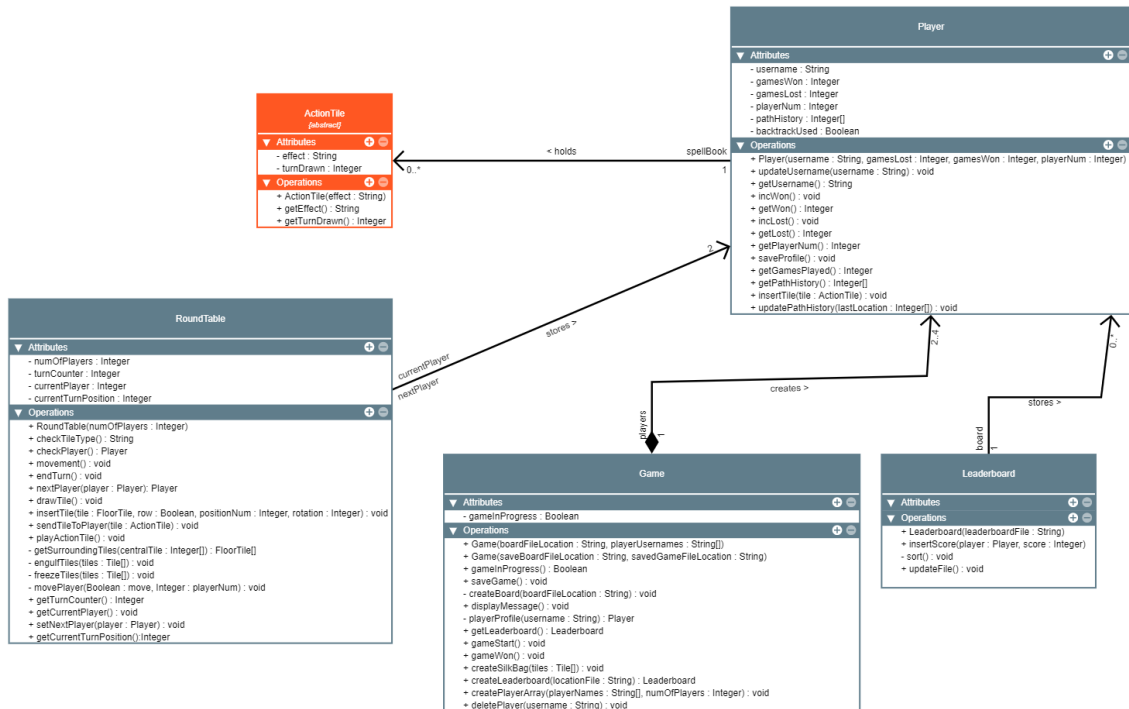 Player
Attributes
- username : String
- gamesWon : Integer
- gamesLost : Integer
- playerNum : Integer
- pathHistory : Integer[]
- backtrackUsed : Boolean
Operations
+ Player(username : String, gamesLost : Integer, gamesWon : Integer, playerNum : Integer)
+ updateUsername(username : String) : void
+ getUsername() : String
+ incWon() : void
+ getWon() : Integer
+ incLost() : void
+ getLost() : Integer
+ getPlayerNum() : Integer
+ saveProfile() : void
+ getGamesPlayed() : Integer
+ getPathHistory() : Integer[]
+ insertTile(tile : ActionTile) : void
+ updatePathHistory(lastLocation : Integer[]) : void
ActionTile
{abstract}
Attributes
- effect : String
- turnDrawn : Integer
Operations
+ ActionTile(effect : String)
+ getEffect() : String
+ getTurnDrawn() : Integer
< holds
spellBook
0..*
1
2
stores >
currentPlayer
nextPlayer
RoundTable
Attributes
- numOfPlayers : Integer
- turnCounter : Integer
- currentPlayer : Integer
- currentTurnPosition : Integer
Operations
+ RoundTable(numOfPlayers : Integer)
+ checkTileType() : String
+ checkPlayer() : Player
+ movement() : void
+ endTurn() : void
+ nextPlayer(player : Player): Player
+ drawTile() : void
+ insertTile(tile : FloorTile, row : Boolean, positionNum : Integer, rotation : Integer) : void
+ sendTileToPlayer(tile : ActionTile) : void
+ playActionTile() : void
- getSurroundingTiles(centralTile : Integer[]) : FloorTile[]
- engulfTiles(tiles : Tile[]) : void
- freezeTiles(tiles : Tile[]) : void
- movePlayer(Boolean : move, Integer : playerNum) : void
+ getTurnCounter() : Integer
+ getCurrentPlayer() : void
+ setNextPlayer(player : Player) : void
+ getCurrentTurnPosition():Integer
2..4
creates >
players
1
0..*
stores >
board
1
Game
Attributes
- gameInProgress : Boolean
Operations
+ Game(boardFileLocation : String, playerUsernames : String[])
+ Game(saveBoardFileLocation : String, savedGameFileLocation : String)
+ gameInProgress() : Boolean
+ saveGame() : void
- createBoard(boardFileLocation : String) : void
+ displayMessage() : void
- playerProfile(username : String) : Player
+ getLeaderboard() : Leaderboard
+ gameStart() : void
+ gameWon() : void
+ createSilkBag(tiles : Tile[]) : void
+ createLeaderboard(locationFile : String) : Leaderboard
+ createPlayerArray(playerNames : String[], numOfPlayers : Integer) : void
+ deletePlayer(username : String) : void
Leaderboard
Attributes
Operations
+ Leaderboard(leaderboardFile : String)
+ insertScore(player : Player, score : Integer)
- sort() : void
+ updateFile() : void